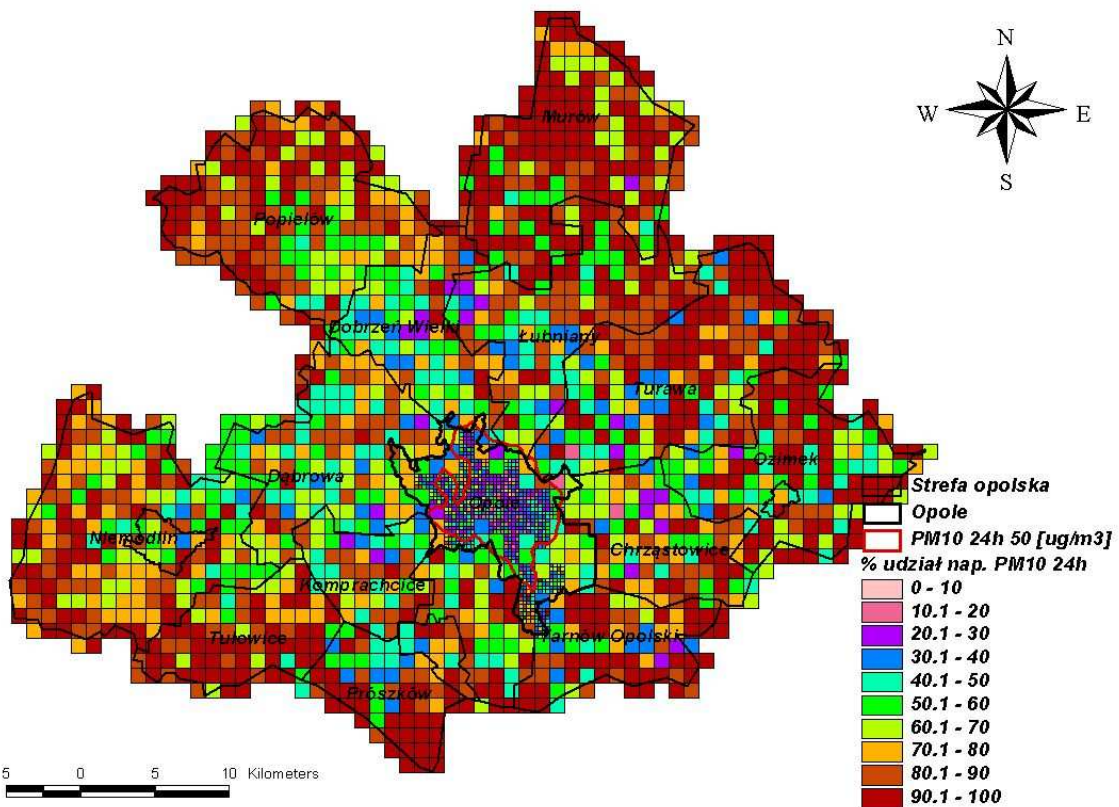 N
W E
S
Murów
Popielów
Dobrzeń Wielki
Łubniany
Turawa
Ozimek
Dąbrowa
Opole
Niemodlin
Chrząstowice
Komprachcice
Tułowice
Tarnów Opolski
Prószków
Strefa opolska
Opole
PM10 24h 50 [ug/m3]
% udział nap. PM10 24h
0 - 10
10.1 - 20
20.1 - 30
30.1 - 40
40.1 - 50
50.1 - 60
60.1 - 70
70.1 - 80
80.1 - 90
90.1 - 100
5 0 5 10 Kilometers